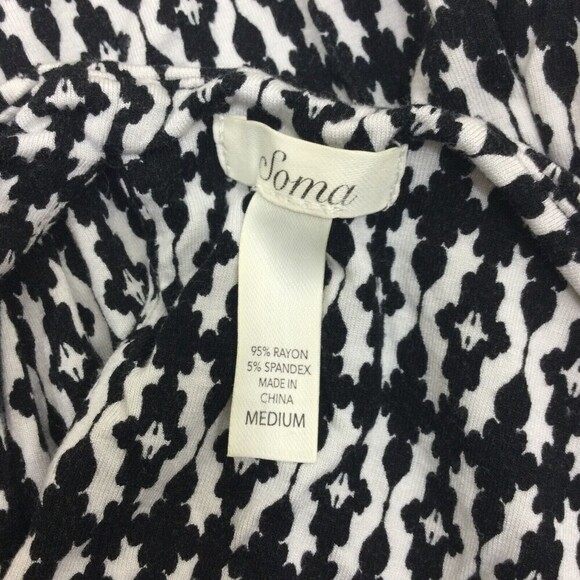 Soma
95% RAYON
5% SPANDEX
MADE IN
CHINA
MEDIUM